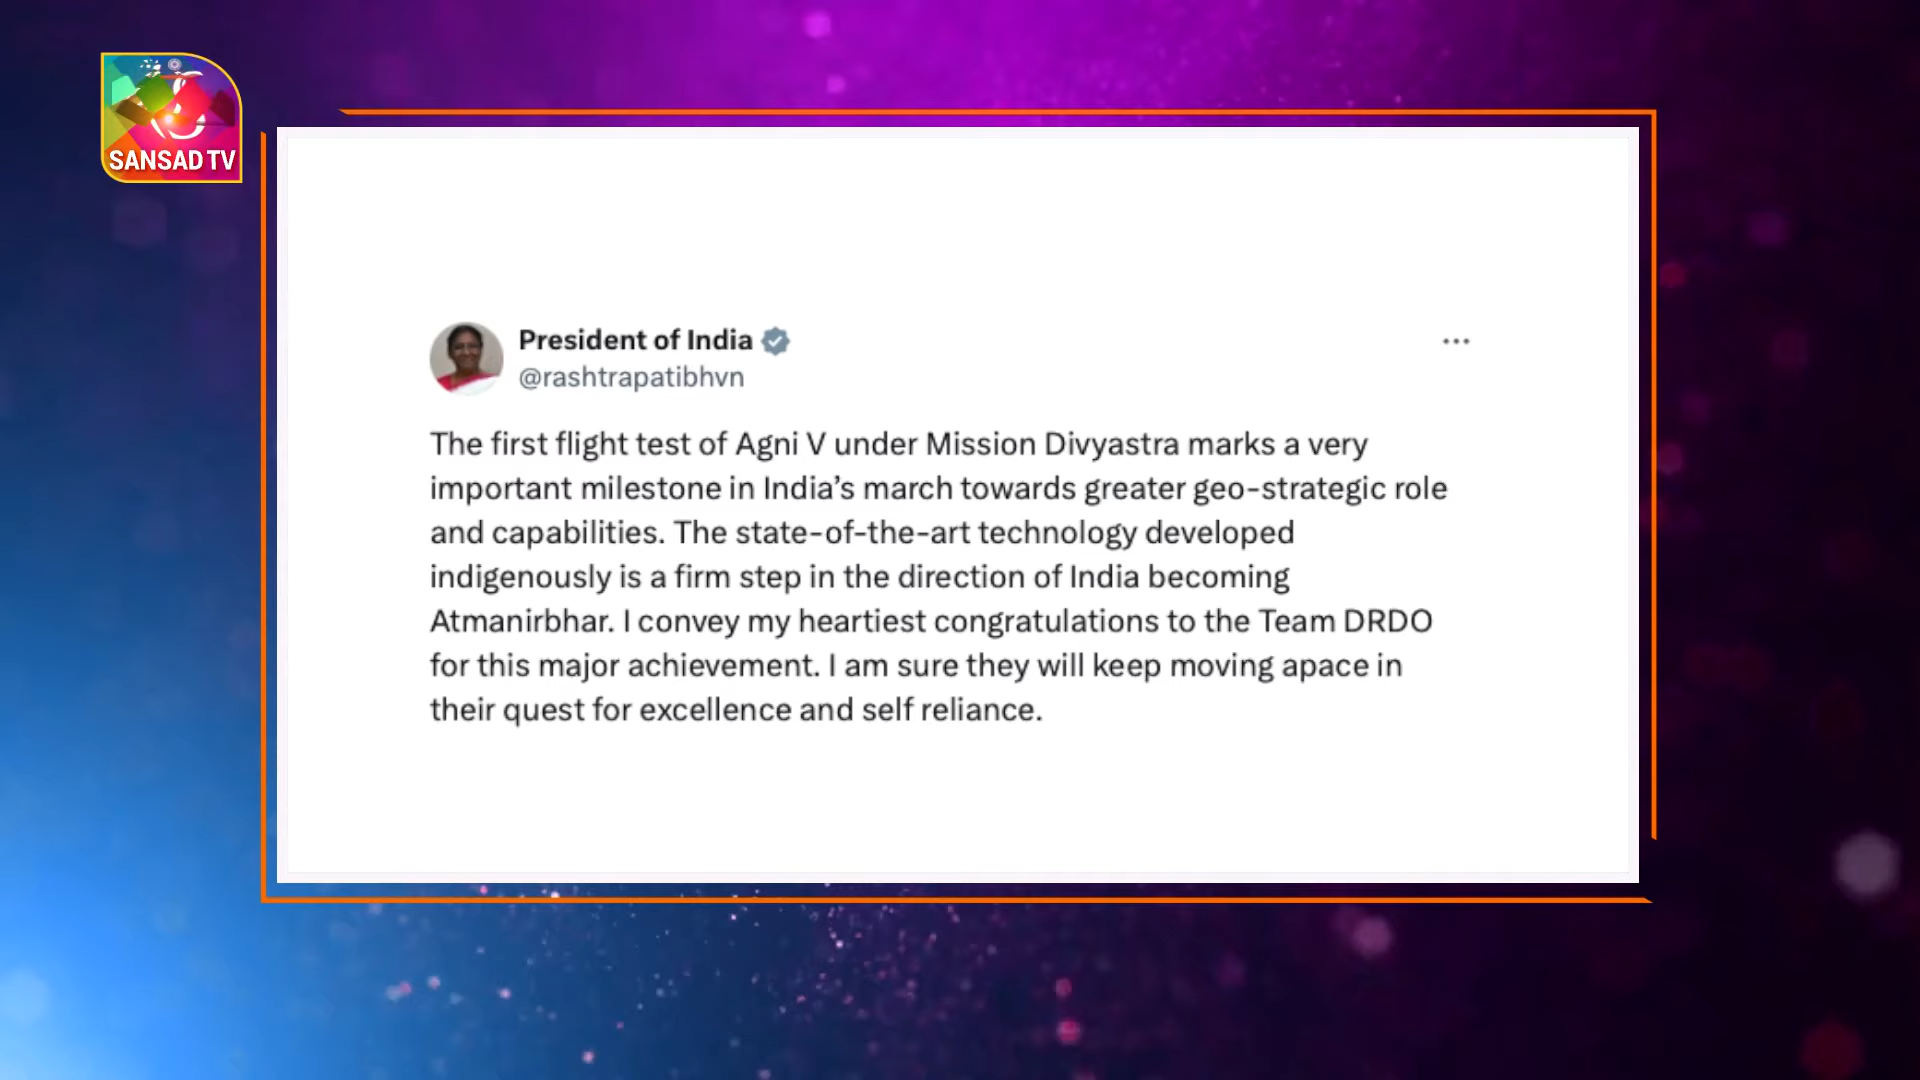 SANSAD TV
President of India
@rashtrapatibhvn
The first flight test of Agni V under Mission Divyastra marks a very
important milestone in India’s march towards greater geo-strategic role
and capabilities. The state-of-the-art technology developed
indigenously is a firm step in the direction of India becoming
Atmanirbhar. I convey my heartiest congratulations to the Team DRDO
for this major achievement. I am sure they will keep moving apace in
their quest for excellence and self reliance.